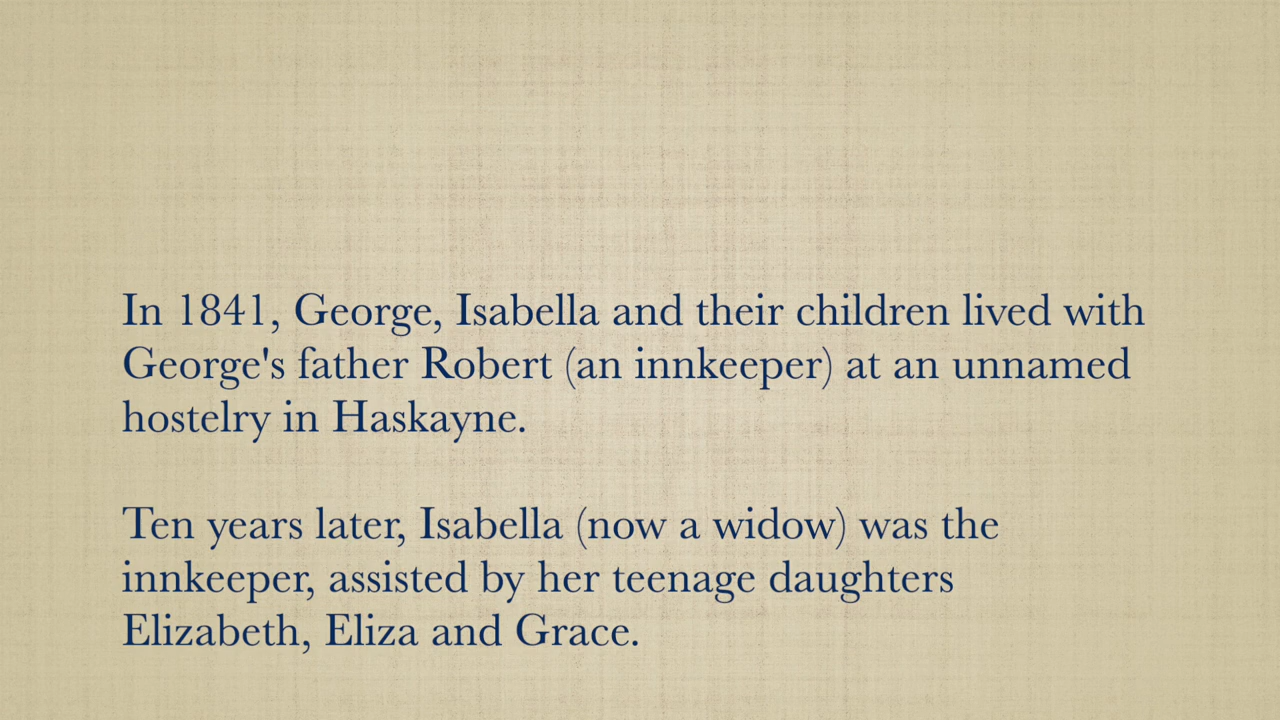 In 1841, George, Isabella and their children lived with
George's father Robert (an innkeeper) at an unnamed
hostelry in Haskayne.
Ten years later, Isabella (now a widow) was the
innkeeper, assisted by her teenage daughters
Elizabeth, Eliza and Grace.